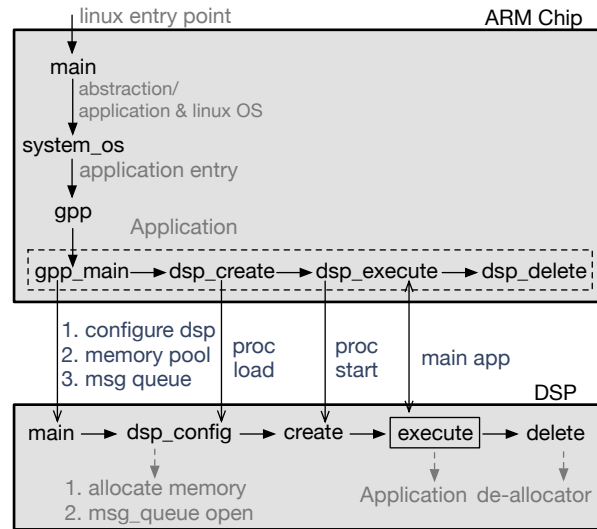 linux entry point
ARM Chip
main
abstraction/
application & linux OS
system_os
application entry
gpp
Application
gpp_main dsp_create dsp_execute dsp_delete
1. configure dsp
2. memory pool
3. msg queue
proc
load
proc
start
main app
DSP
main dsp_config create execute delete
1. allocate memory
2. msg_queue open
Application de-allocator